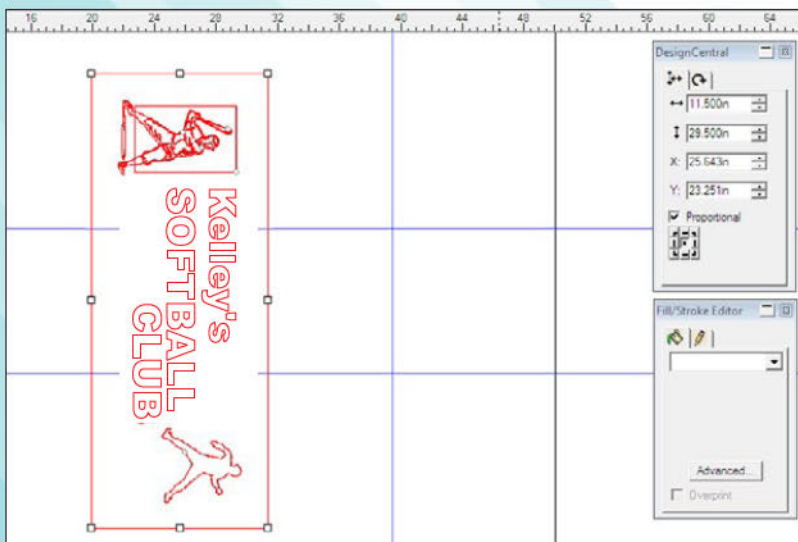 16 20 24 28 32 36 40 44 48 52 56 60 64
DesignCentral
11.500in
29.500in
X: 25.643in
Y: 23.251in
Proportional
Kelley's
SOFTBALL
CLUB
Fill/Stroke Editor
Advanced...
Overprint